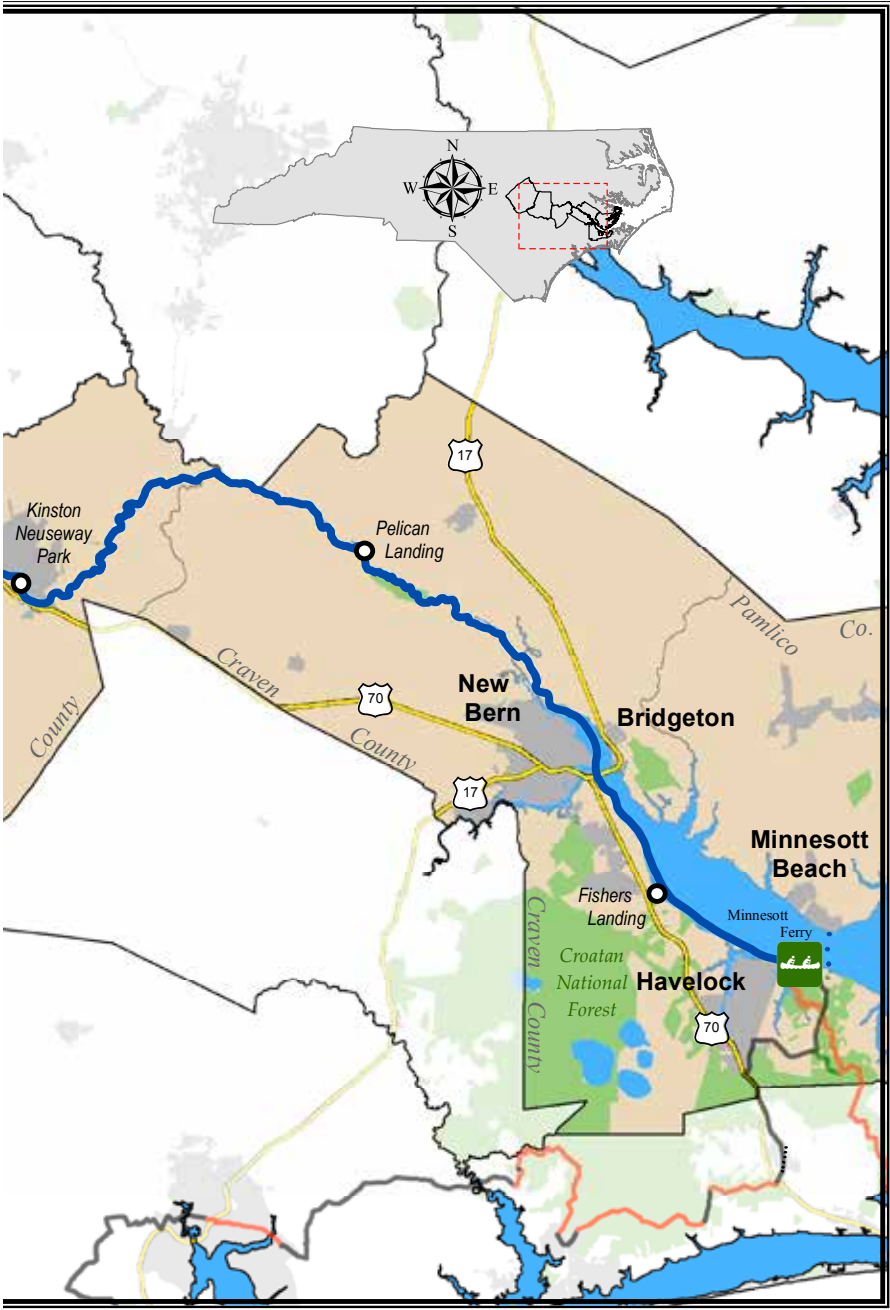 N
W
E
S
17
Kinston
Neuseway
Park
Pelican
Landing
Pamlico
Co.
Craven
County
70
New
Bern
Bridgeton
County
17
Minnesott
Beach
Fishers
Landing
Minnesott
Ferry
Craven County
Croatan
National
Forest
Havelock
70